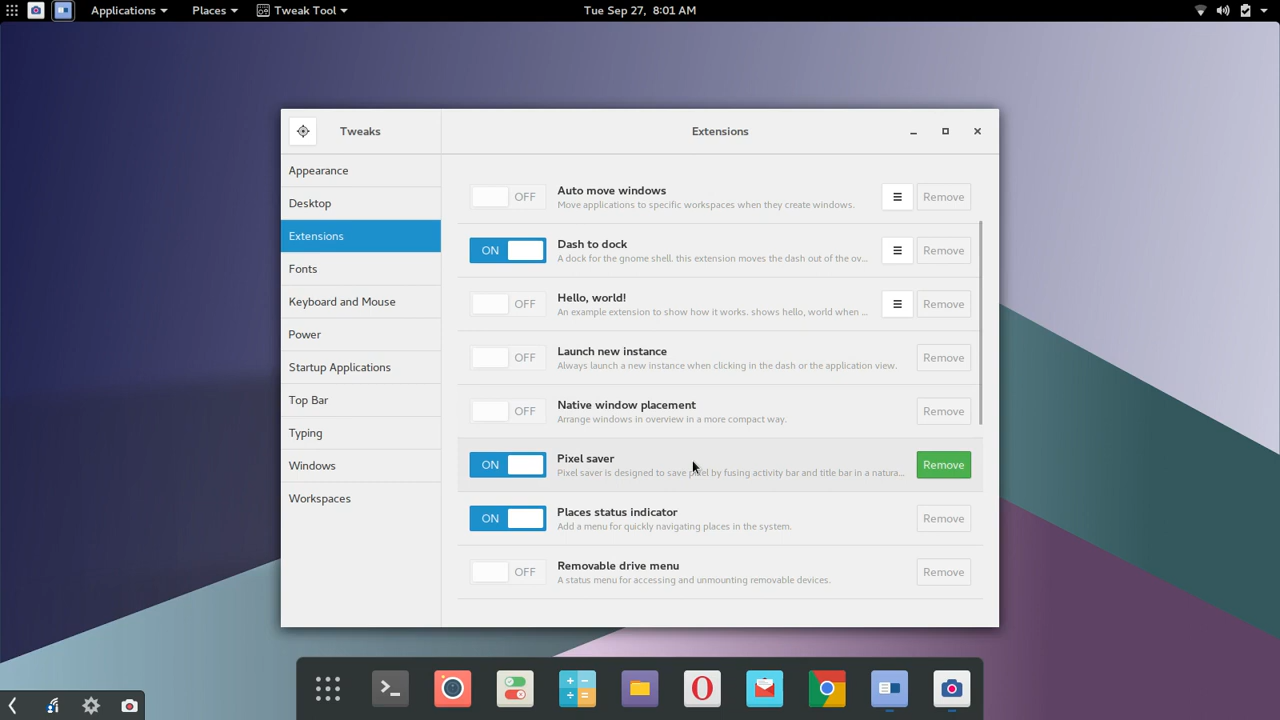 Applications
Places
Tweak Tool
Tue Sep 27, 8:01 AM
Tweaks
Extensions
Appearance
Desktop
Extensions
Fonts
Keyboard and Mouse
Power
Startup Applications
Top Bar
Typing
Windows
Workspaces
OFF
Auto move windows
Move applications to specific workspaces when they create windows.
Remove
ON
Dash to dock
A dock for the gnome shell. this extension moves the dash out of the ov...
Remove
OFF
Hello, world!
An example extension to show how it works. shows hello, world when ...
Remove
OFF
Launch new instance
Always launch a new instance when clicking in the dash or the application view.
Remove
OFF
Native window placement
Arrange windows in overview in a more compact way.
Remove
ON
Pixel saver
Pixel saver is designed to save pixel by fusing activity bar and title bar in a natura...
Remove
ON
Places status indicator
Add a menu for quickly navigating places in the system.
Remove
OFF
Removable drive menu
A status menu for accessing and unmounting removable devices.
Remove